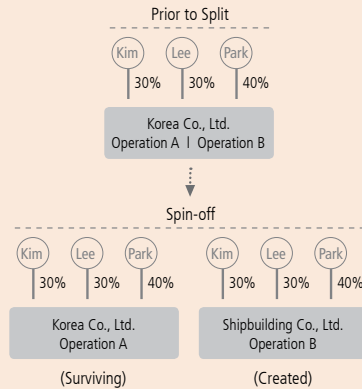 Prior to Split
Kim Lee Park
30% 30% 40%
Korea Co., Ltd.
Operation A | Operation B
Spin-off
Kim Lee Park Kim Lee Park
30% 30% 40% 30% 30% 40%
Korea Co., Ltd. Shipbuilding Co., Ltd.
Operation A Operation B
(Surviving) (Created)